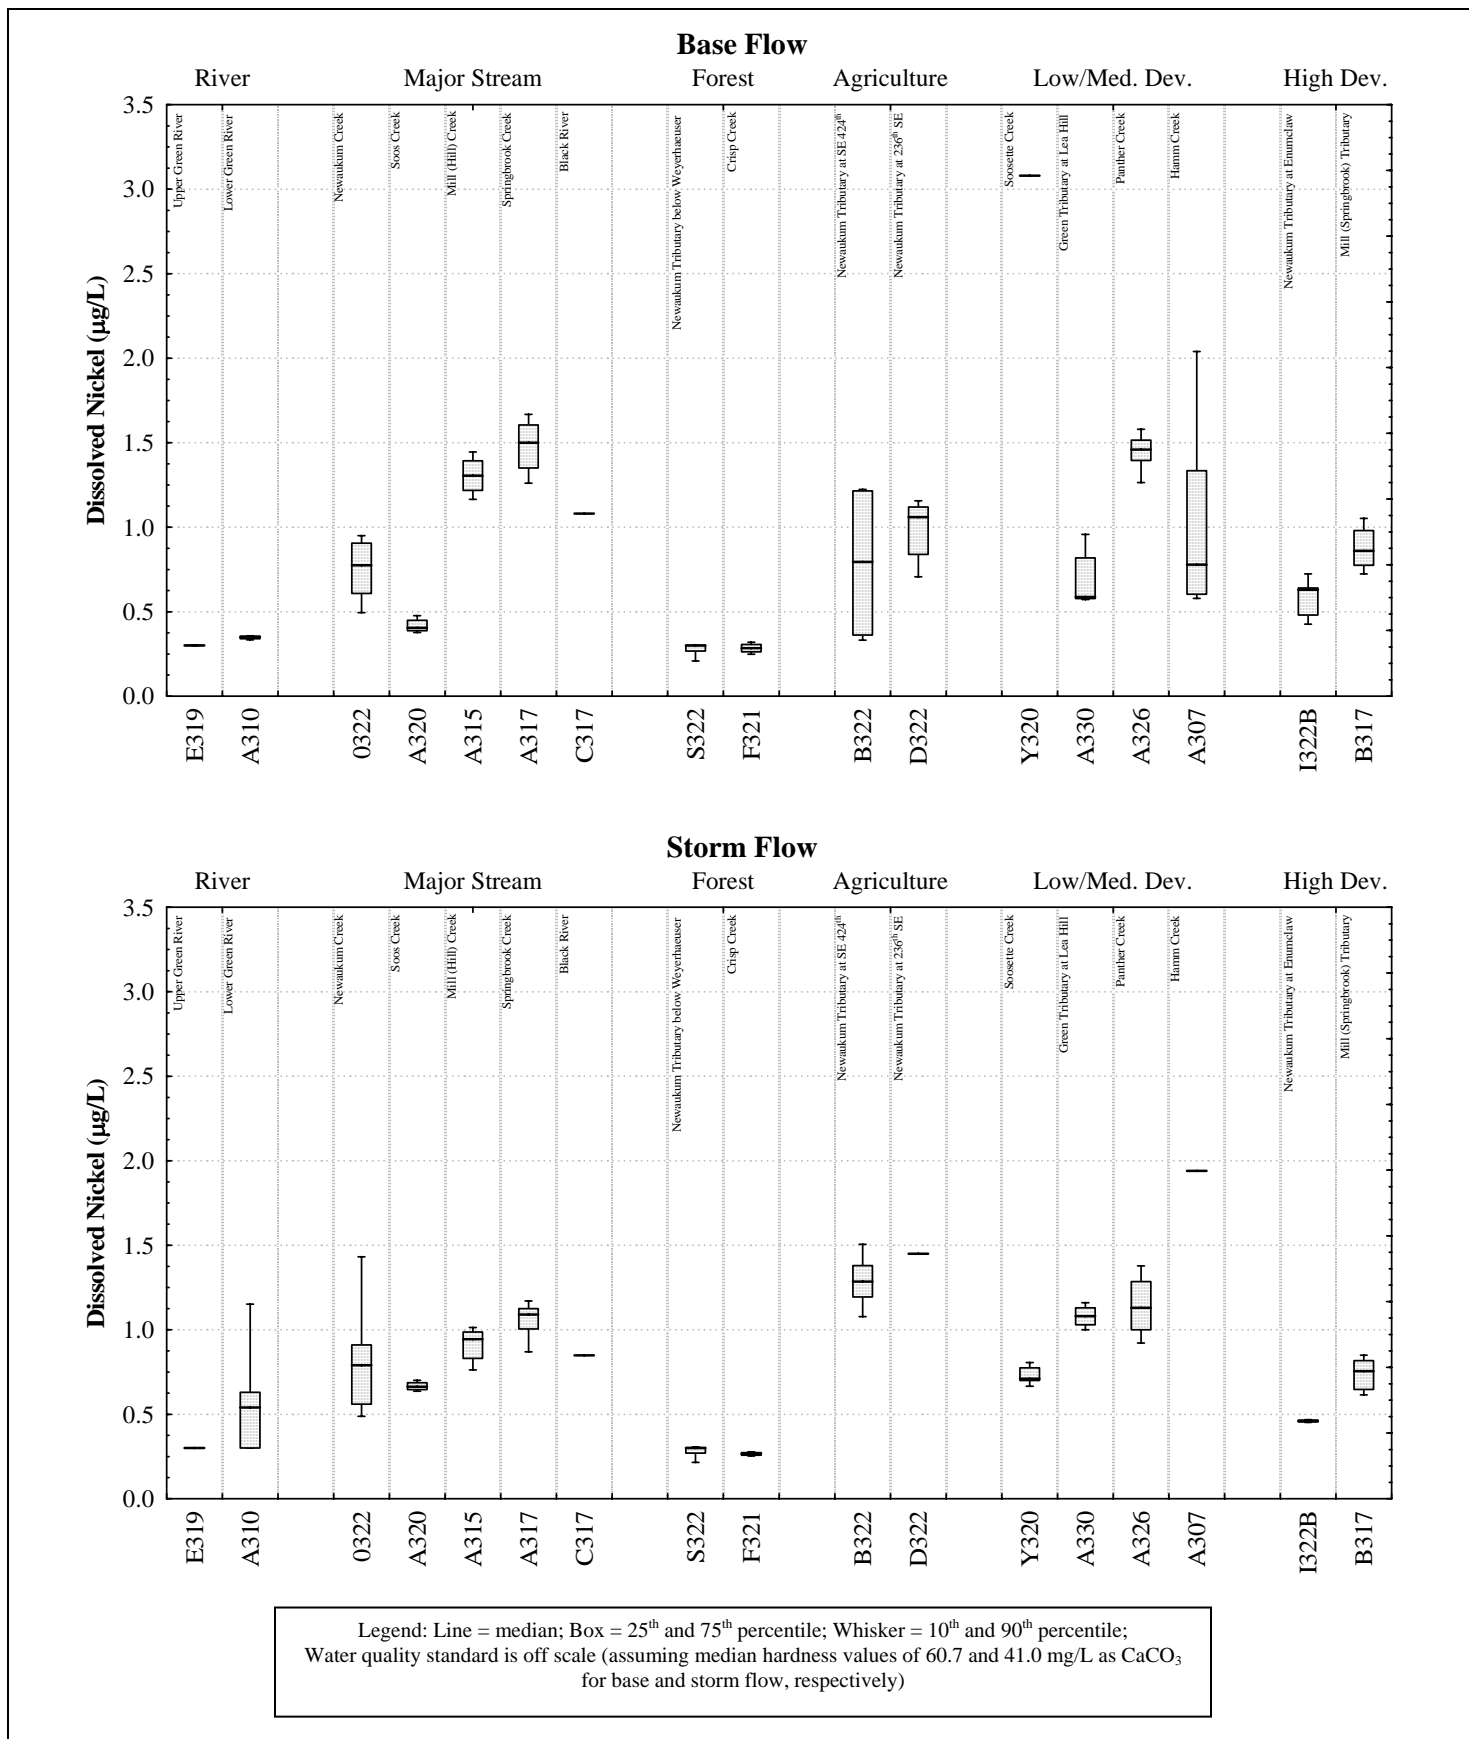 Base Flow
River Major Stream Forest Agriculture Low/Med. Dev. High Dev.
Dissolved Nickel (µg/L)
3.5
3.0
2.5
2.0
1.5
1.0
0.5
0.0
Upper Green River
Lower Green River
Newaukum Creek
Soos Creek
Mill (Hill) Creek
Springbrook Creek
Black River
Newaukum Tributary below Weyerhaeuser
Crisp Creek
Newaukum Tributary at SE 424th
Newaukum Tributary at 236th SE
Soosette Creek
Green Tributary at Lea Hill
Panther Creek
Hamm Creek
Newaukum Tributary at Enumclaw
Mill (Springbrook) Tributary
E319
A310
0322
A320
A315
A317
C317
S322
F321
B322
D322
Y320
A330
A326
A307
I322B
B317
Storm Flow
River Major Stream Forest Agriculture Low/Med. Dev. High Dev.
Dissolved Nickel (µg/L)
3.5
3.0
2.5
2.0
1.5
1.0
0.5
0.0
Upper Green River
Lower Green River
Newaukum Creek
Soos Creek
Mill (Hill) Creek
Springbrook Creek
Black River
Newaukum Tributary below Weyerhaeuser
Crisp Creek
Newaukum Tributary at SE 424th
Newaukum Tributary at 236th SE
Soosette Creek
Green Tributary at Lea Hill
Panther Creek
Hamm Creek
Newaukum Tributary at Enumclaw
Mill (Springbrook) Tributary
E319
A310
0322
A320
A315
A317
C317
S322
F321
B322
D322
Y320
A330
A326
A307
I322B
B317
Legend: Line = median; Box = 25th and 75th percentile; Whisker = 10th and 90th percentile;
Water quality standard is off scale (assuming median hardness values of 60.7 and 41.0 mg/L as CaCO3
for base and storm flow, respectively)